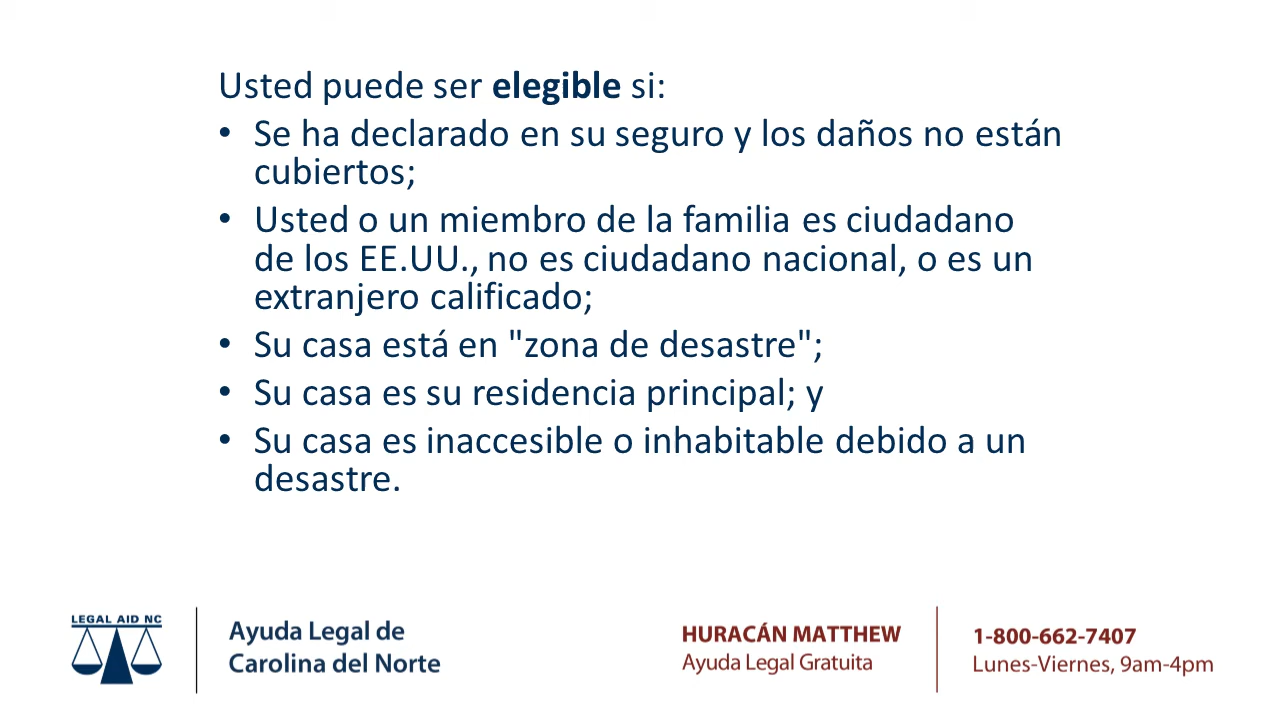 Usted puede ser elegible si:
• Se ha declarado en su seguro y los daños no están
cubiertos;
• Usted o un miembro de la familia es ciudadano
de los EE.UU., no es ciudadano nacional, o es un
extranjero calificado;
• Su casa está en "zona de desastre";
• Su casa es su residencia principal; y
• Su casa es inaccesible o inhabitable debido a un
desastre.
LEGAL AID NC
Ayuda Legal de
Carolina del Norte
HURACÁN MATTHEW
Ayuda Legal Gratuita
1-800-662-7407
Lunes-Viernes, 9am-4pm